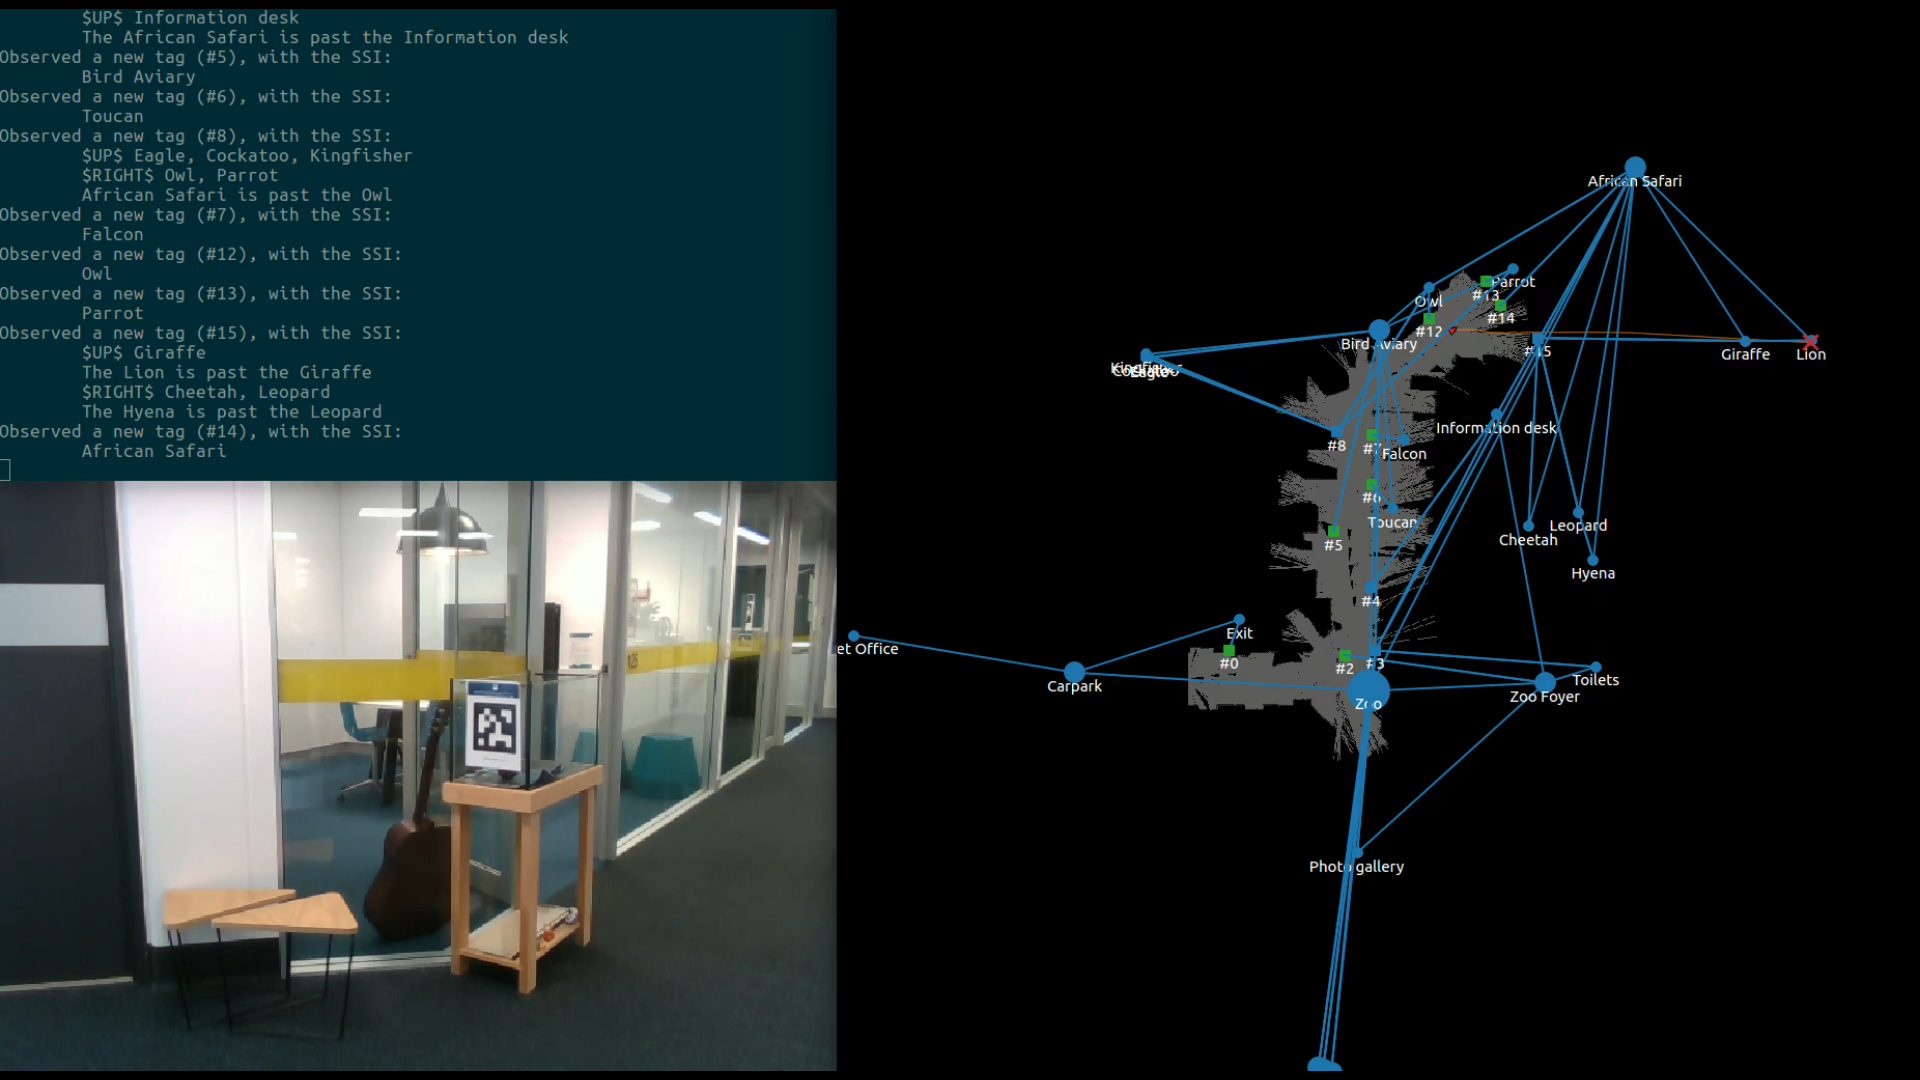 $UP$ Information desk
The African Safari is past the Information desk
Observed a new tag (#5), with the SSI:
Bird Aviary
Observed a new tag (#6), with the SSI:
Toucan
Observed a new tag (#8), with the SSI:
$UP$ Eagle, Cockatoo, Kingfisher
$RIGHT$ Owl, Parrot
African Safari is past the Owl
Observed a new tag (#7), with the SSI:
Falcon
Observed a new tag (#12), with the SSI:
Owl
Observed a new tag (#13), with the SSI:
Parrot
Observed a new tag (#15), with the SSI:
$UP$ Giraffe
The Lion is past the Giraffe
$RIGHT$ Cheetah, Leopard
The Hyena is past the Leopard
Observed a new tag (#14), with the SSI:
African Safari
African Safari
Parrot
#13
Owl
#14
#12
Bird Aviary
#15
Giraffe
Lion
Kingfisher
Eagle
Information desk
#8
#7
Falcon
#6
Toucan
Leopard
Cheetah
#5
Hyena
#4
Exit
et Office
#0
#2
#3
Toilets
Carpark
Zoo Foyer
Zoo
Photo gallery